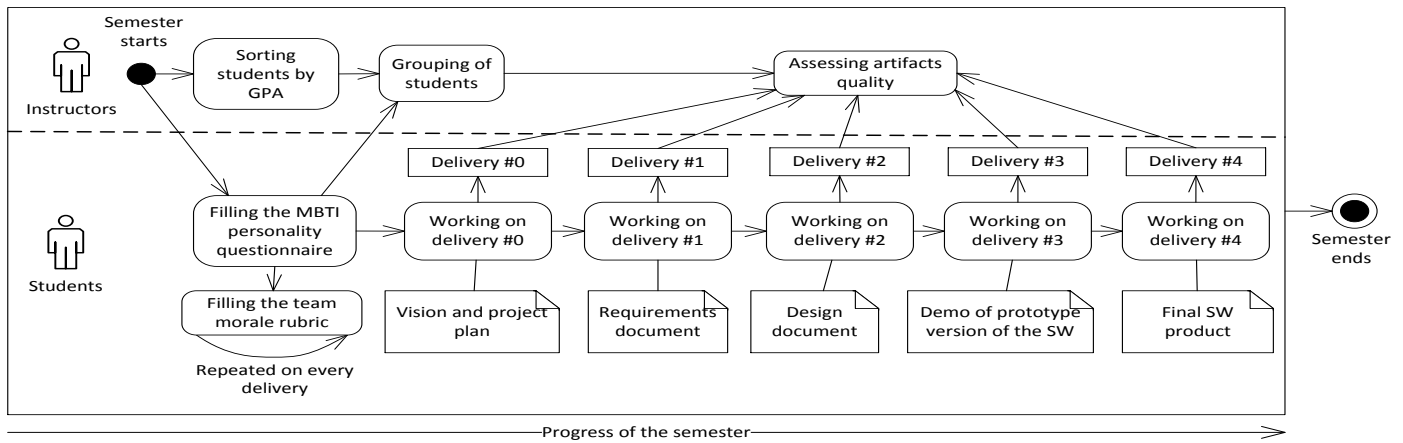 Semester
starts
Instructors
Sorting
students by
GPA
Grouping of
students
Assessing artifacts
quality
Delivery #0
Delivery #1
Delivery #2
Delivery #3
Delivery #4
Students
Filling the MBTI
personality
questionnaire
Working on
delivery #0
Working on
delivery #1
Working on
delivery #2
Working on
delivery #3
Working on
delivery #4
Semester
ends
Filling the team
morale rubric
Repeated on every
delivery
Vision and project
plan
Requirements
document
Design
document
Demo of prototype
version of the SW
Final SW
product
Progress of the semester